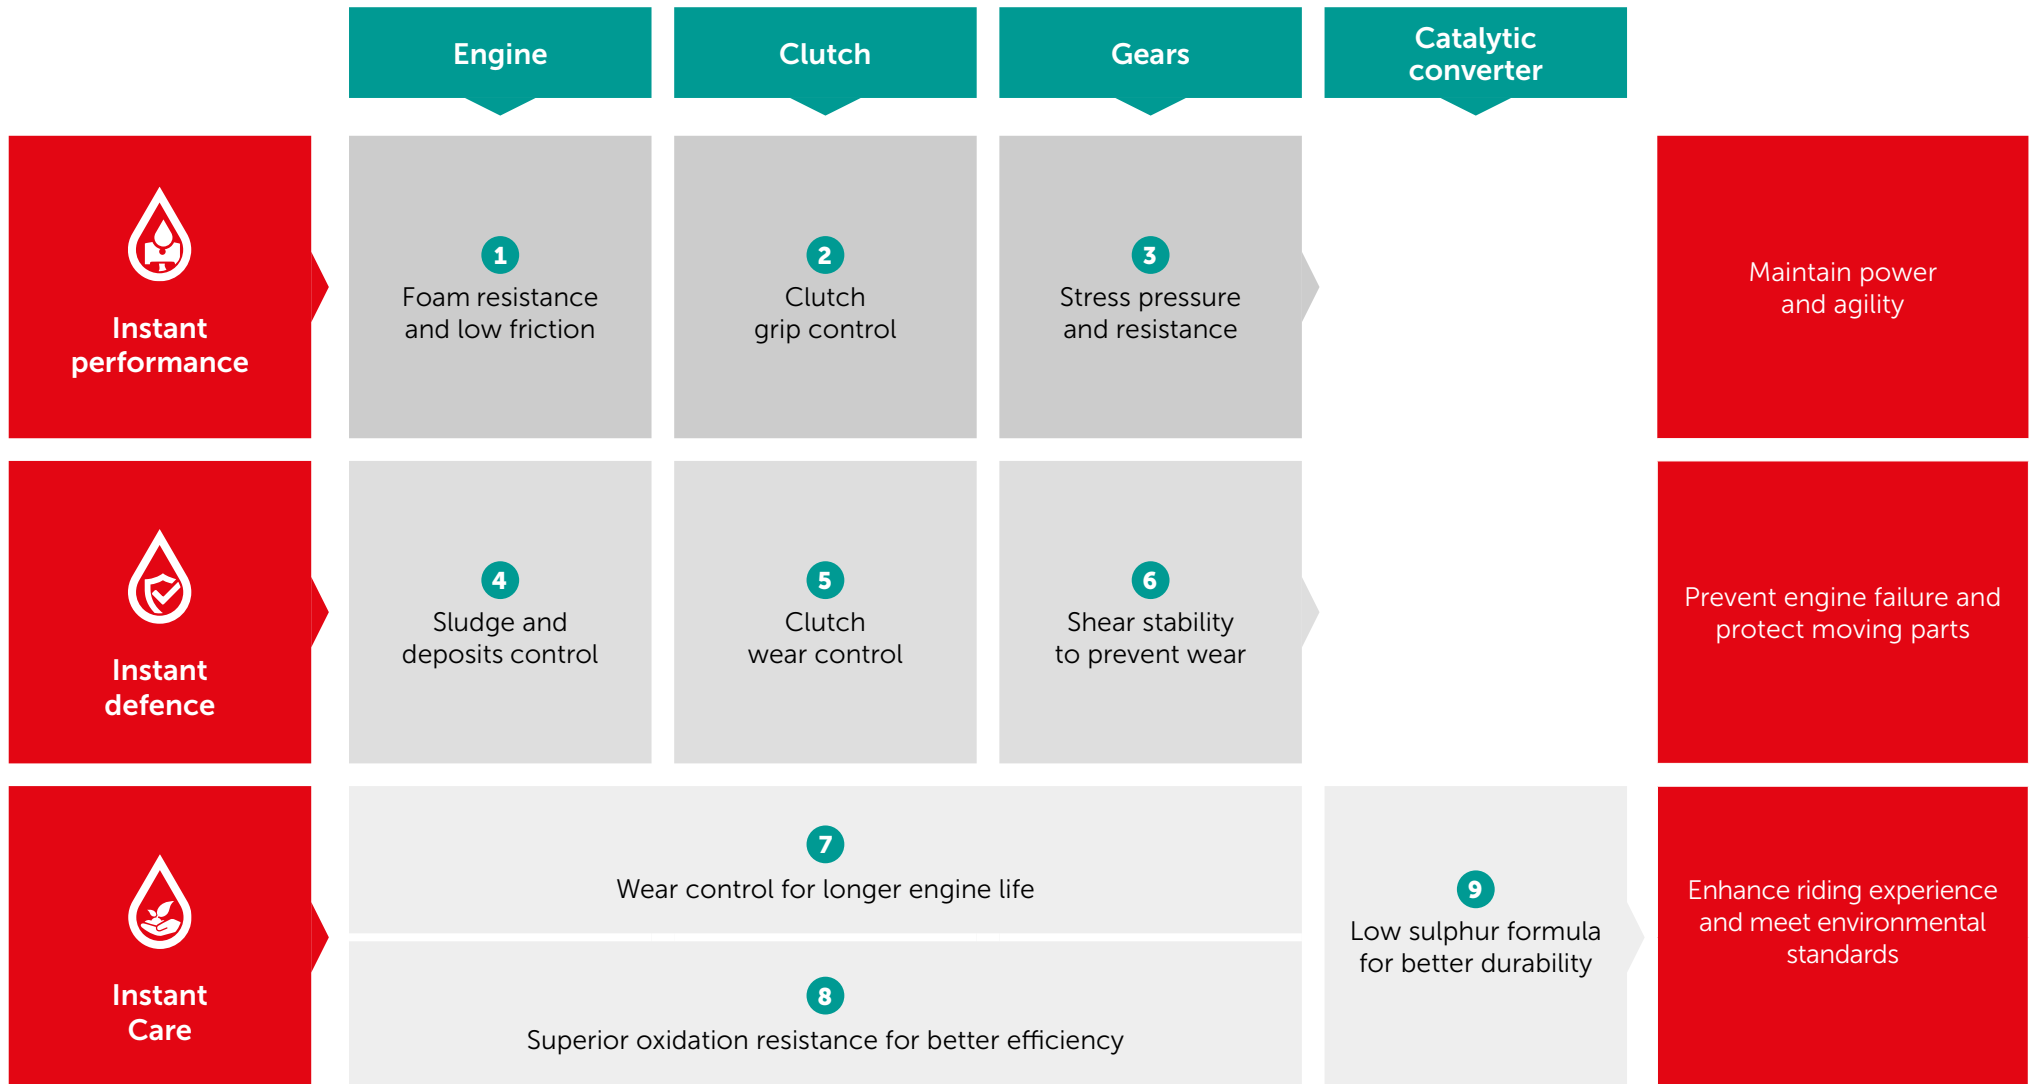 Engine
Clutch
Gears
Catalytic
converter
Instant
performance
1
Foam resistance
and low friction
2
Clutch
grip control
3
Stress pressure
and resistance
Maintain power
and agility
Instant
defence
4
Sludge and
deposits control
5
Clutch
wear control
6
Shear stability
to prevent wear
Prevent engine failure and
protect moving parts
Instant
Care
7
Wear control for longer engine life
8
Superior oxidation resistance for better efficiency
9
Low sulphur formula
for better durability
Enhance riding experience
and meet environmental
standards